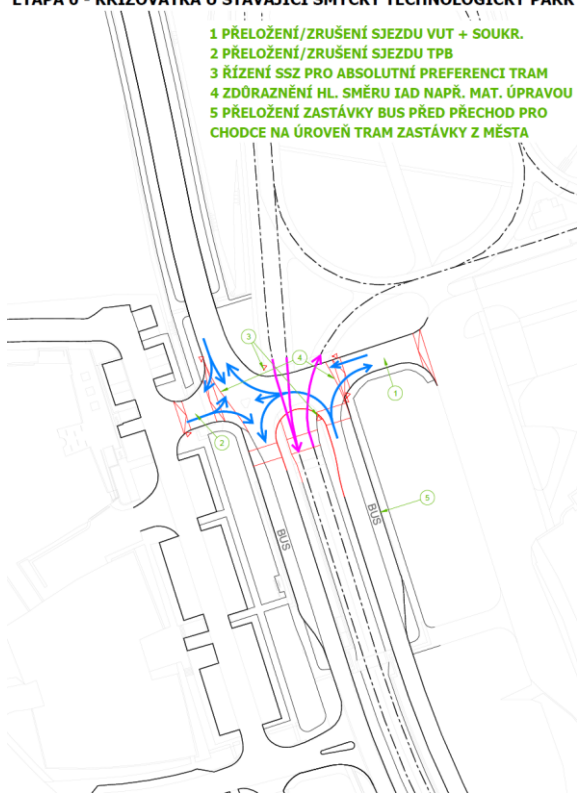 ETAPA 0 - KŘIŽOVATKA U STÁVAJÍCÍ SMYČKY TECHNOLOGICKÝ PARK
1 PŘELOŽENÍ/ZRUŠENÍ SJEZDU VUT + SOUKR.
2 PŘELOŽENÍ ZRUŠENÍ SJEZDU TPB
3 ŘÍZENÍ SSZ PRO ABSOLUTNÍ PREFERENCI TRAM
4 ZDŮRAZNĚNÍ HL. SMĚRU IAD NAPŘ. MAT. ÚPRAVOU
5 PŘELOŽENÍ ZASTÁVKY BUS PŘED PŘECHOD PRO
CHODCE NA ÚROVEŇ TRAM ZASTÁVKY Z MĚSTA
3
4
1
2
5
BUS
BUS